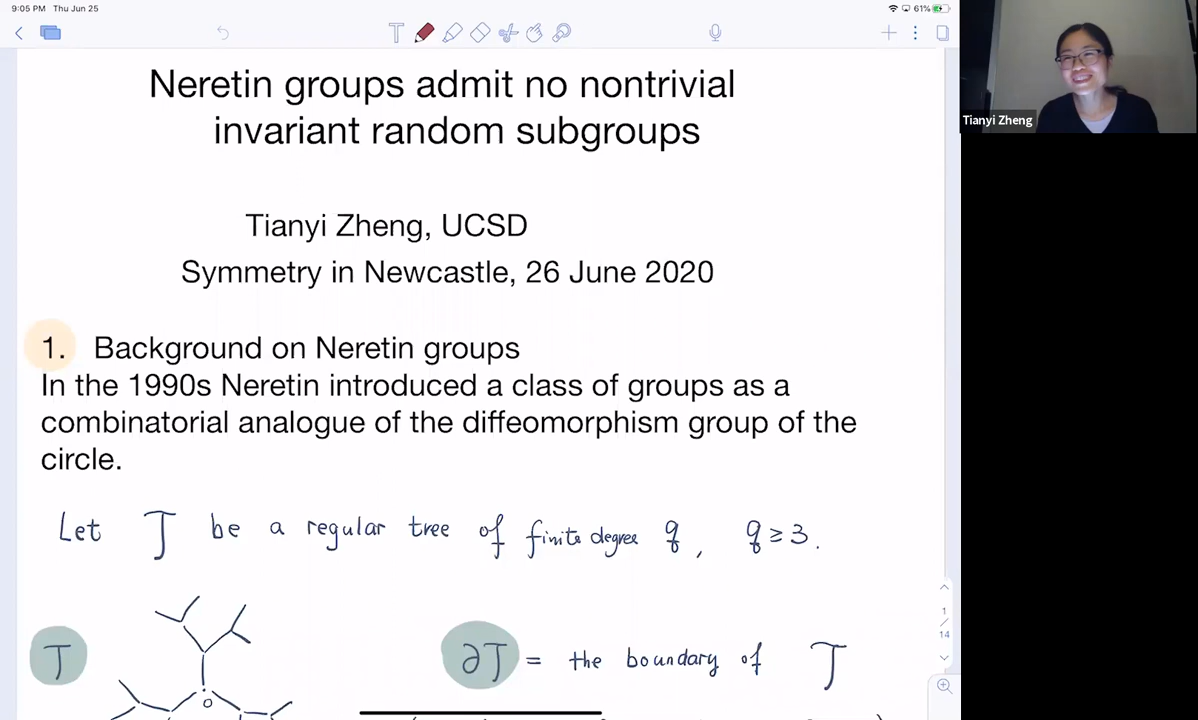 9:05 PM Thu Jun 25
61%
Neretin groups admit no nontrivial
invariant random subgroups
Tianyi Zheng
Tianyi Zheng, UCSD
Symmetry in Newcastle, 26 June 2020
1. Background on Neretin groups
In the 1990s Neretin introduced a class of groups as a
combinatorial analogue of the diffeomorphism group of the
circle.
Let T be a regular tree of finite degree q, q ≥ 3.
1
/
14
T
∂T = the boundary of T
o